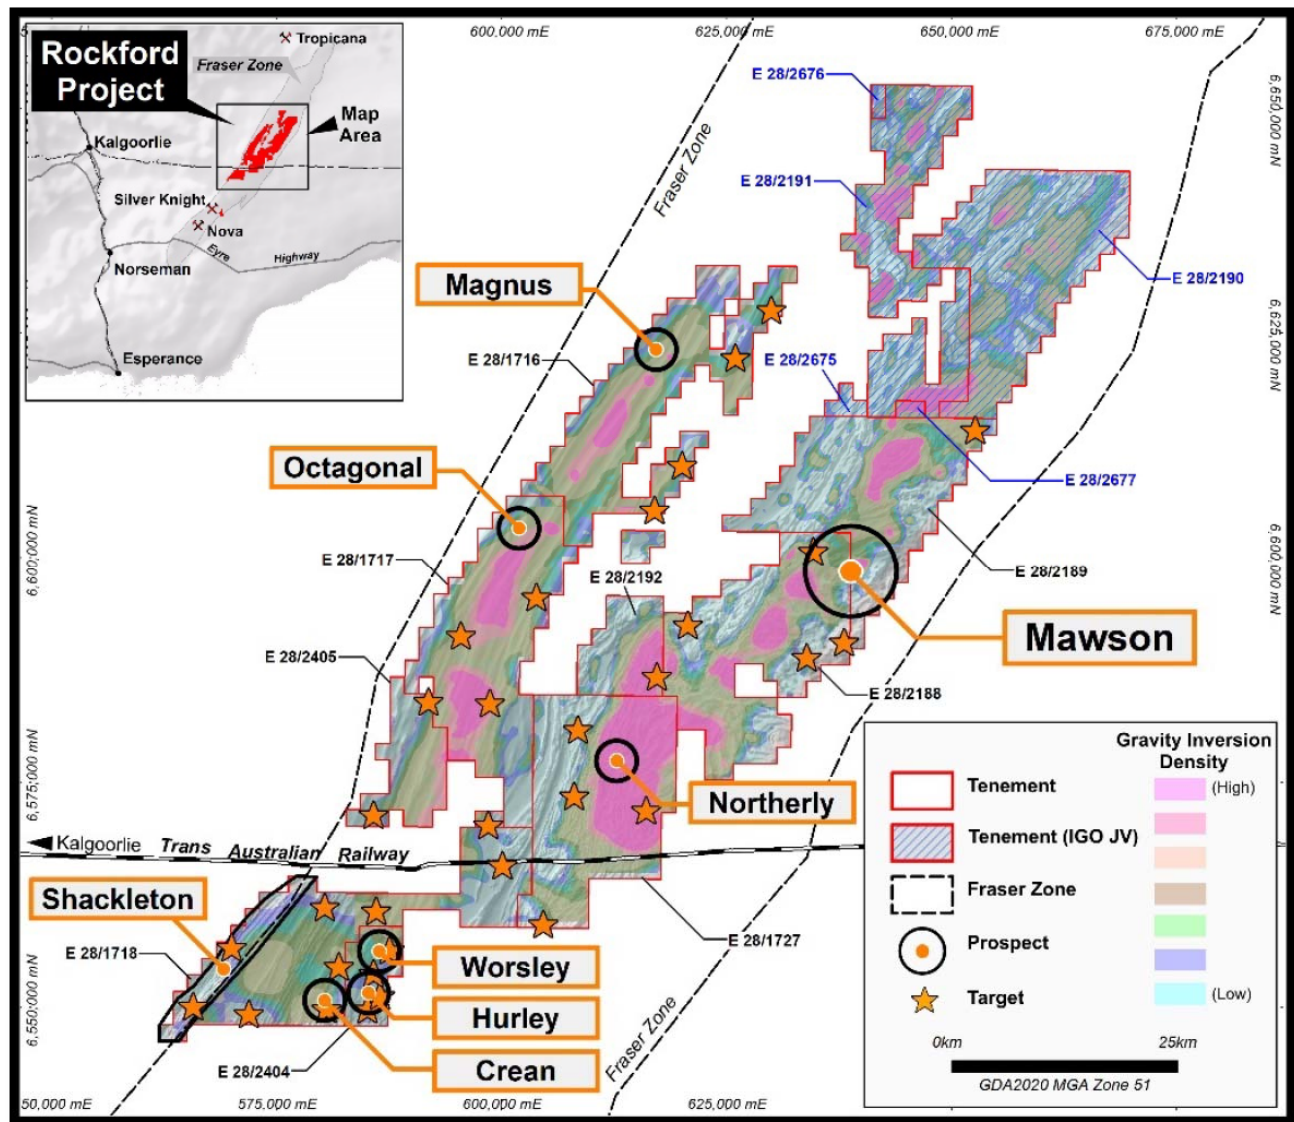 600,000 mE
625,000 mE
650,000 mE
675,000 mE
Rockford
Project
Tropicana
Fraser Zone
Map
Area
Kalgoorlie
Silver Knight
Nova
Eyre
Highway
Norseman
Esperance
E 28/2676
6,650,000 mN
Fraser Zone
E 28/2191
E 28/2190
Magnus
6,625,000 mN
E 28/1716
E 28/2675
Octagonal
E 28/2677
6,600,000 mN
6,600,000 mN
E 28/1717
E 28/2192
E 28/2189
Mawson
E 28/2405
E 28/2188
6,575,000 mN
Northerly
Gravity Inversion
Density
Tenement
(High)
Tenement (IGO JV)
Fraser Zone
Prospect
Target
(Low)
0km
25km
GDA2020 MGA Zone 51
Kalgoorlie
Trans Australian Railway
Shackleton
E 28/1718
E 28/1727
Worsley
Hurley
Crean
6,550,000 mN
Fraser Zone
E 28/2404
50,000 mE
575,000 mE
600,000 mE
625,000 mE